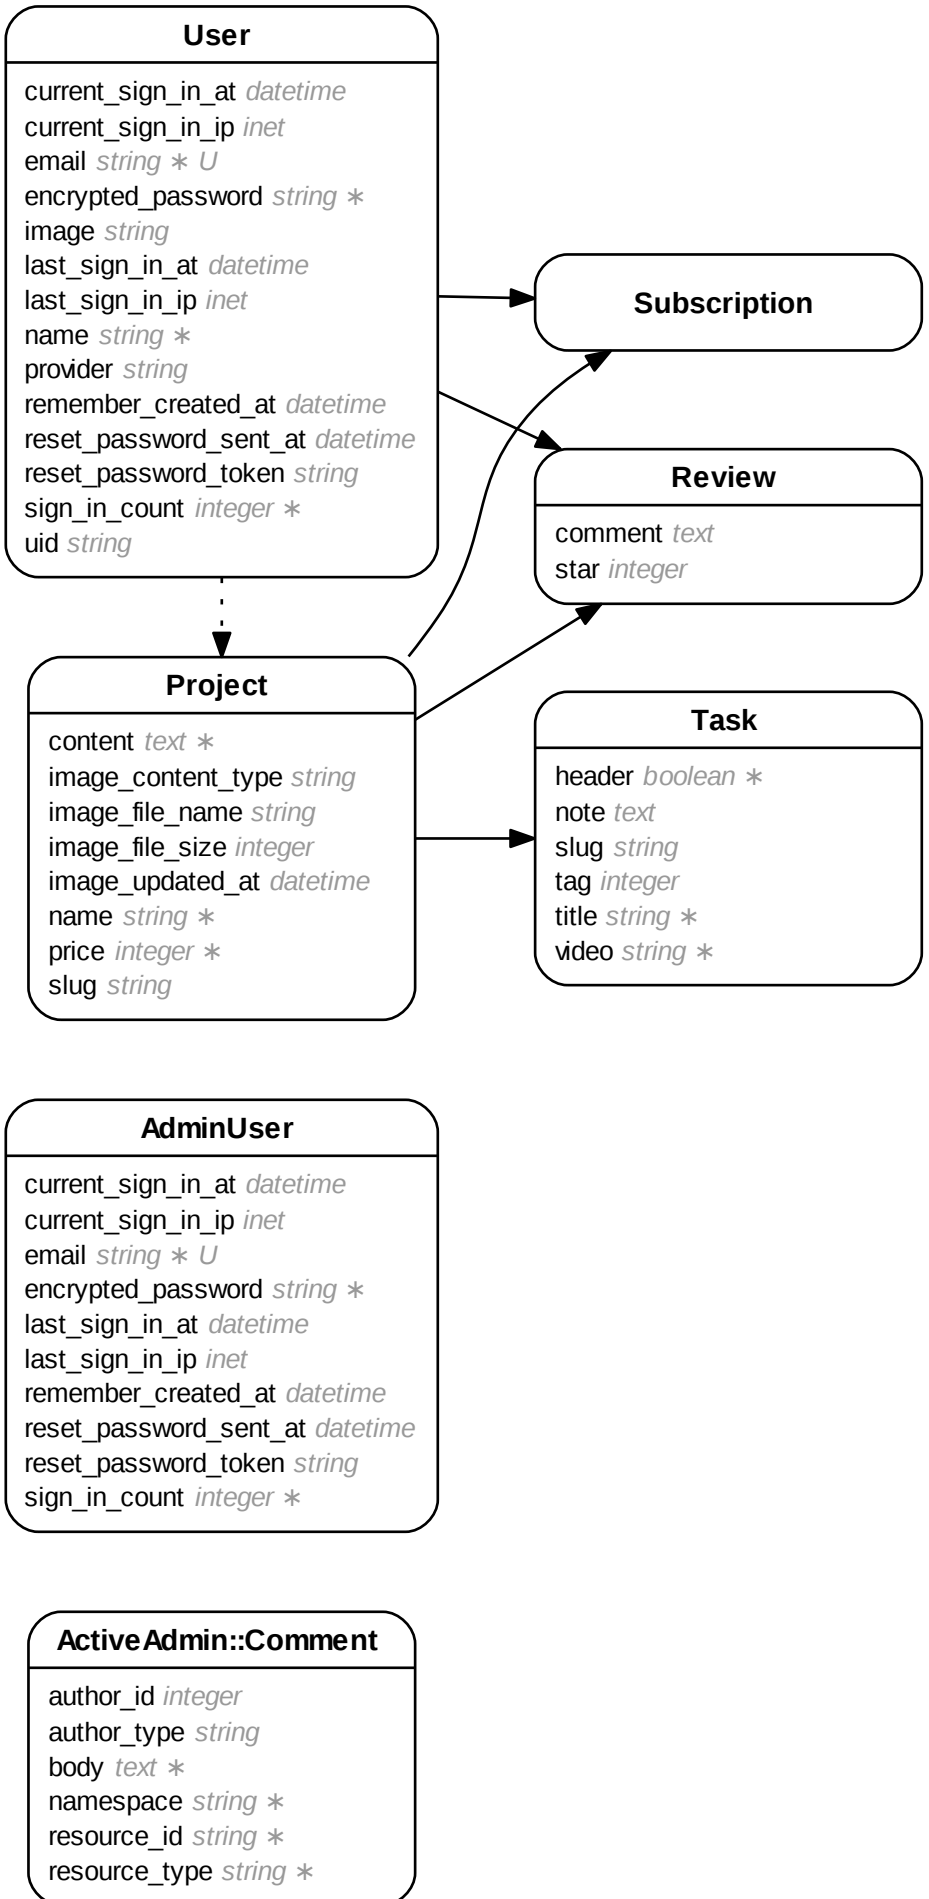 User
current_sign_in_at datetime
current_sign_in_ip inet
email string ∗ U
encrypted_password string ∗
image string
last_sign_in_at datetime
last_sign_in_ip inet
name string ∗
provider string
remember_created_at datetime
reset_password_sent_at datetime
reset_password_token string
sign_in_count integer ∗
uid string
Subscription
Review
comment text
star integer
Project
content text ∗
image_content_type string
image_file_name string
image_file_size integer
image_updated_at datetime
name string ∗
price integer ∗
slug string
Task
header boolean ∗
note text
slug string
tag integer
title string ∗
video string ∗
AdminUser
current_sign_in_at datetime
current_sign_in_ip inet
email string ∗ U
encrypted_password string ∗
last_sign_in_at datetime
last_sign_in_ip inet
remember_created_at datetime
reset_password_sent_at datetime
reset_password_token string
sign_in_count integer ∗
ActiveAdmin::Comment
author_id integer
author_type string
body text ∗
namespace string ∗
resource_id string ∗
resource_type string ∗